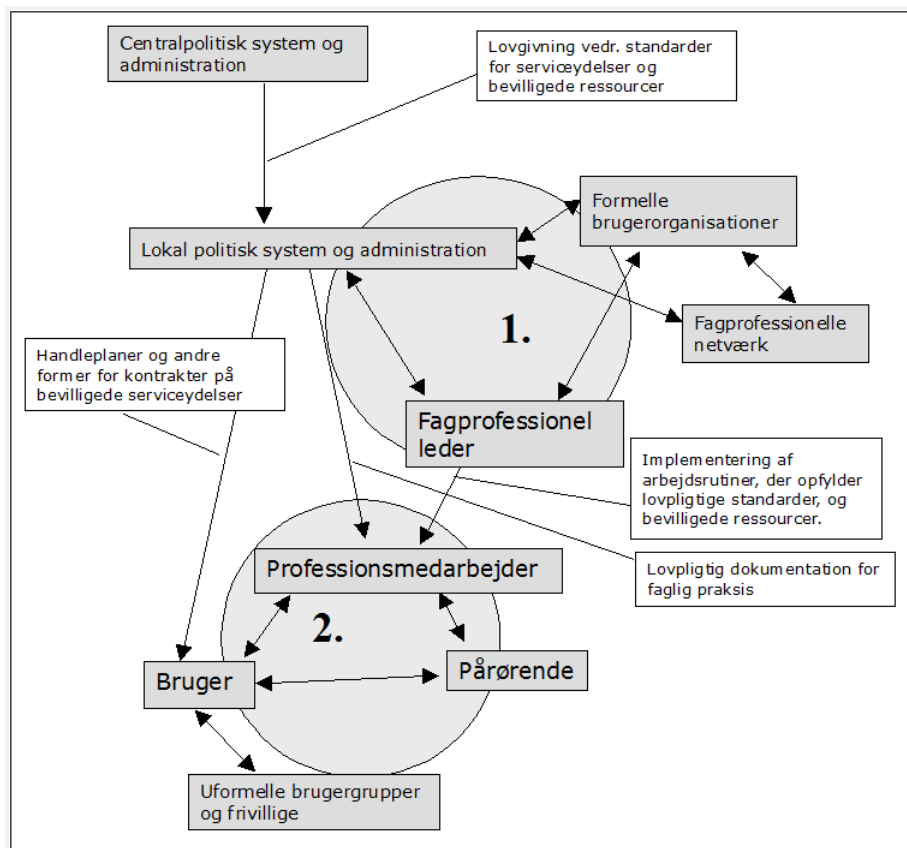 Centralpolitisk system og
administration
Lovgivning vedr. standarder
for serviceydelser og
bevilligede ressourcer
Formelle
brugerorganisationer
Lokal politisk system og administration
1.
Fagprofessionelle
netværk
Handleplaner og andre
former for kontrakter på
bevilligede serviceydelser
Fagprofessionel
leder
Implementering af
arbejdsrutiner, der opfylder
lovpligtige standarder, og
bevilligede ressourcer.
Professionsmedarbejder
Lovpligtig dokumentation for
faglig praksis
2.
Bruger
Pårørende
Uformelle brugergrupper
og frivillige